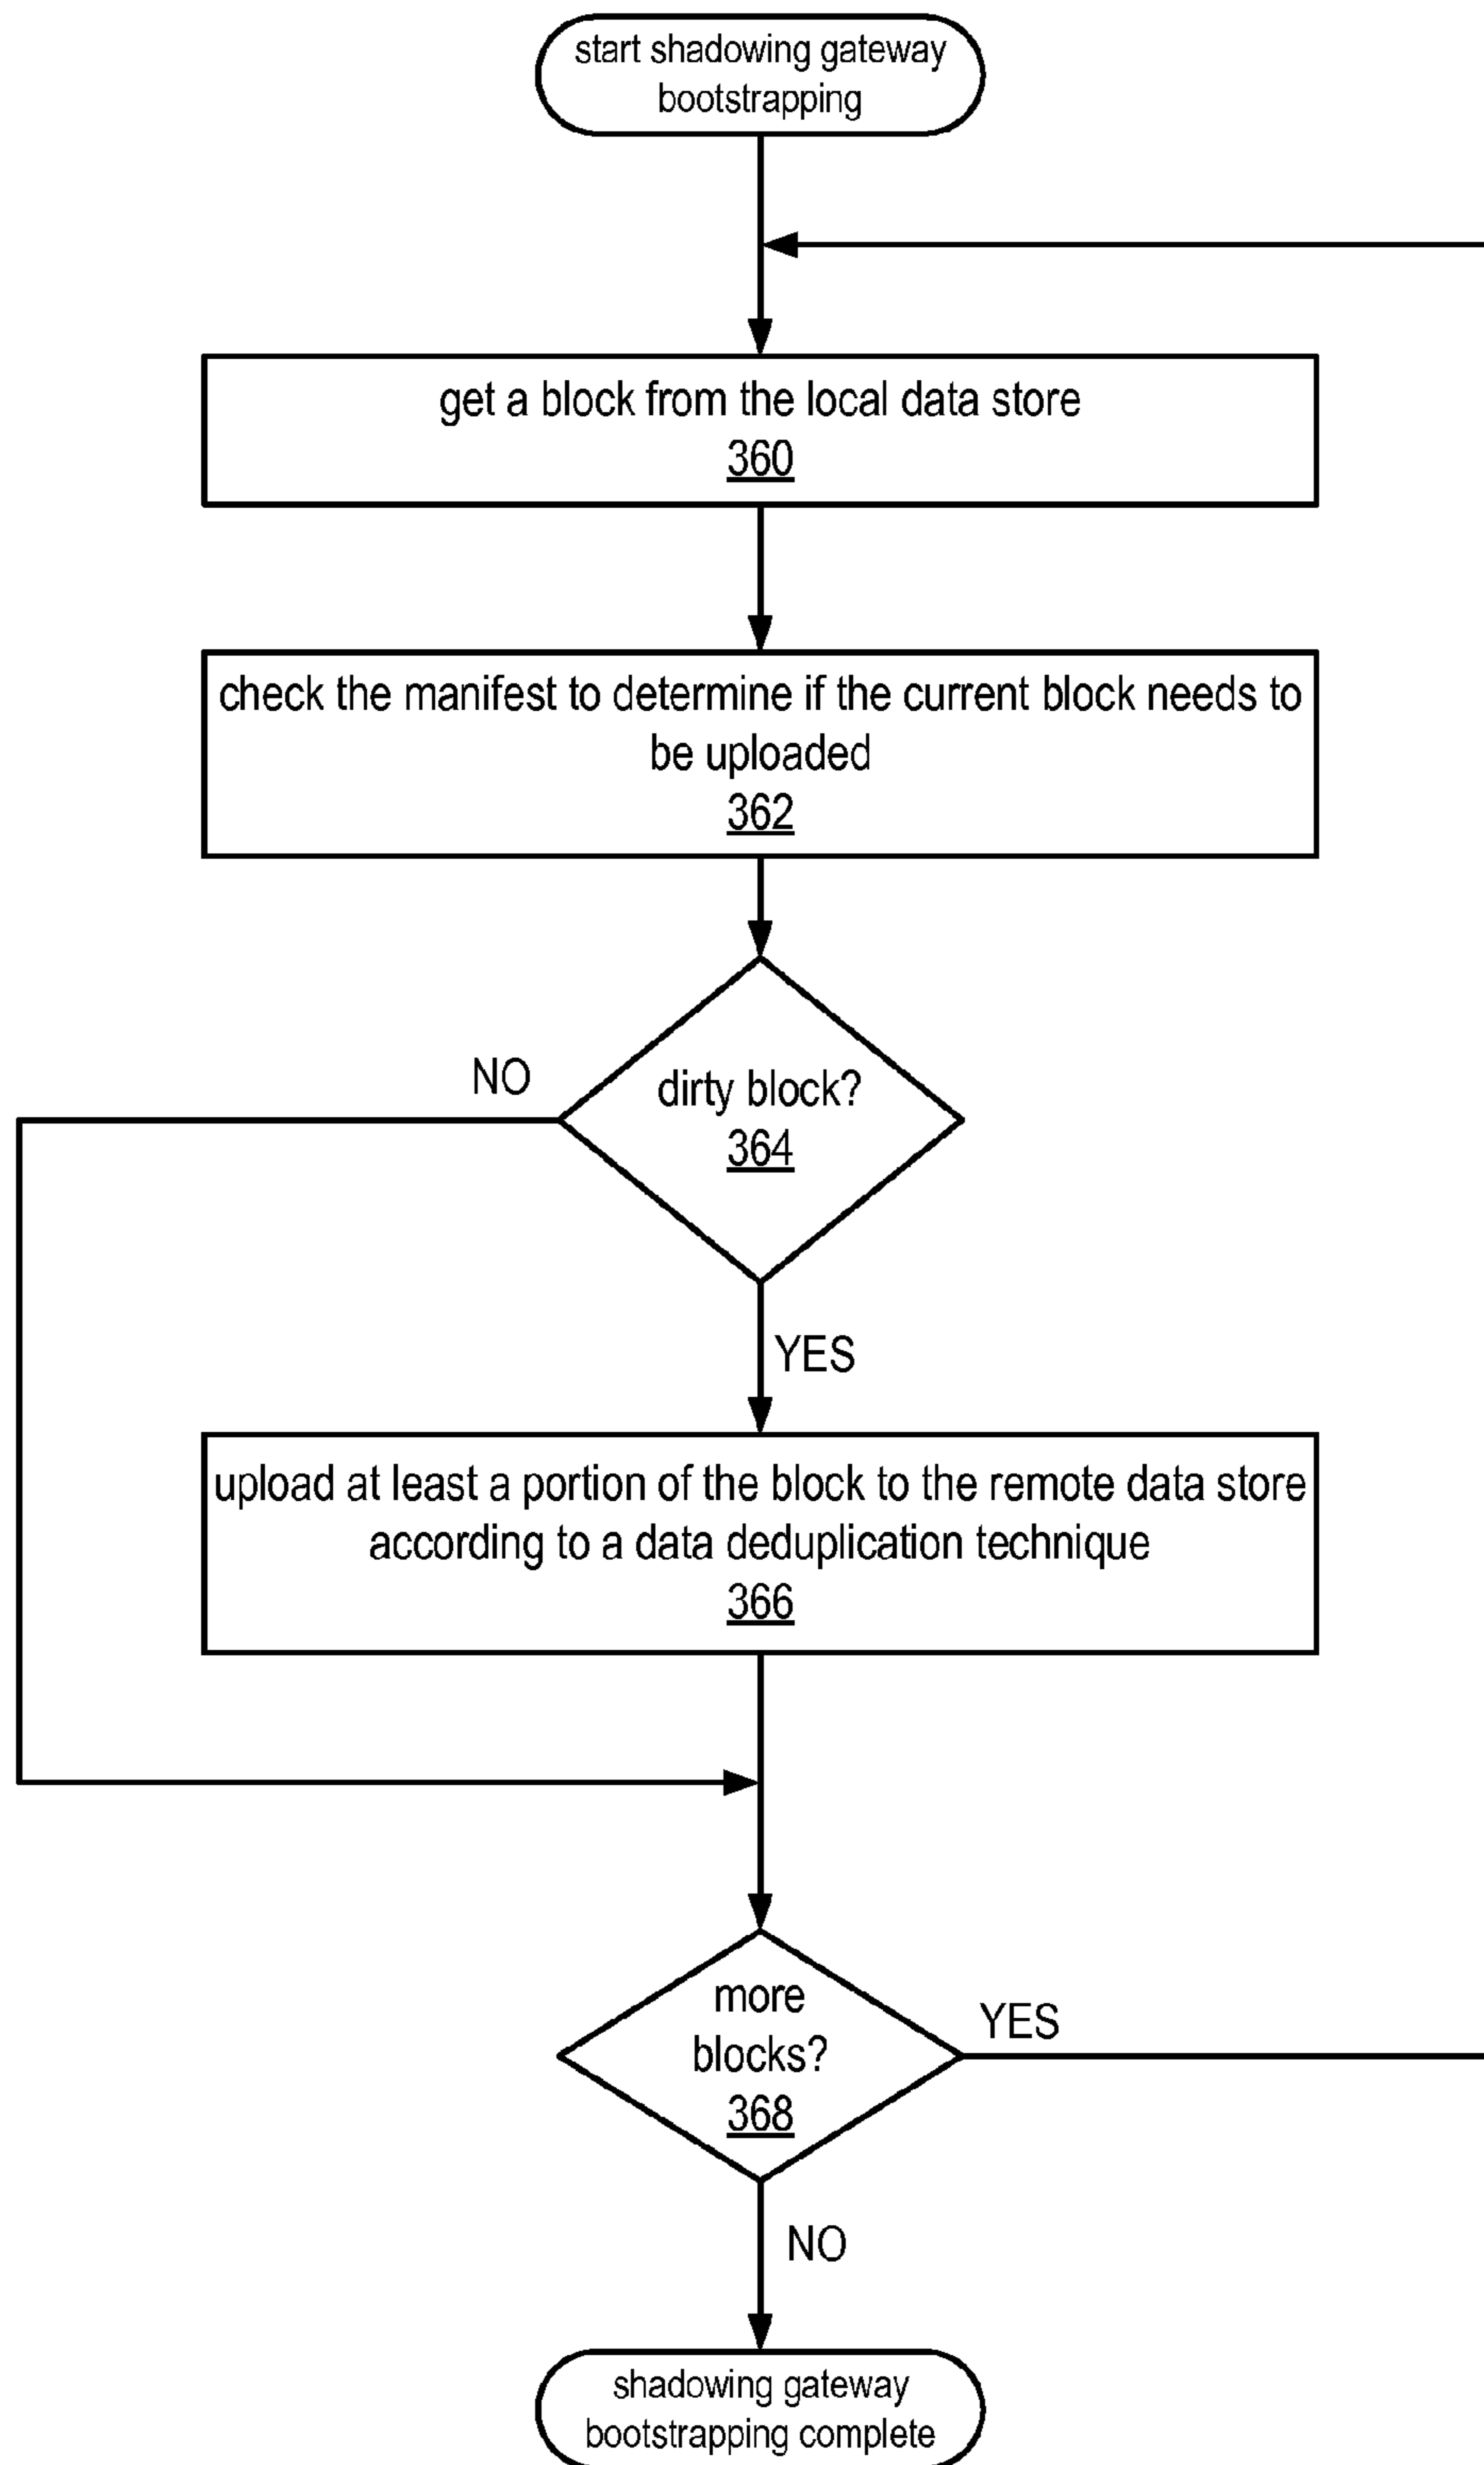 start shadowing gateway
bootstrapping
get a block from the local data store
360
check the manifest to determine if the current block needs to
be uploaded
362
NO
dirty block?
364
YES
upload at least a portion of the block to the remote data store
according to a data deduplication technique
366
more
blocks?
368
YES
NO
shadowing gateway
bootstrapping complete